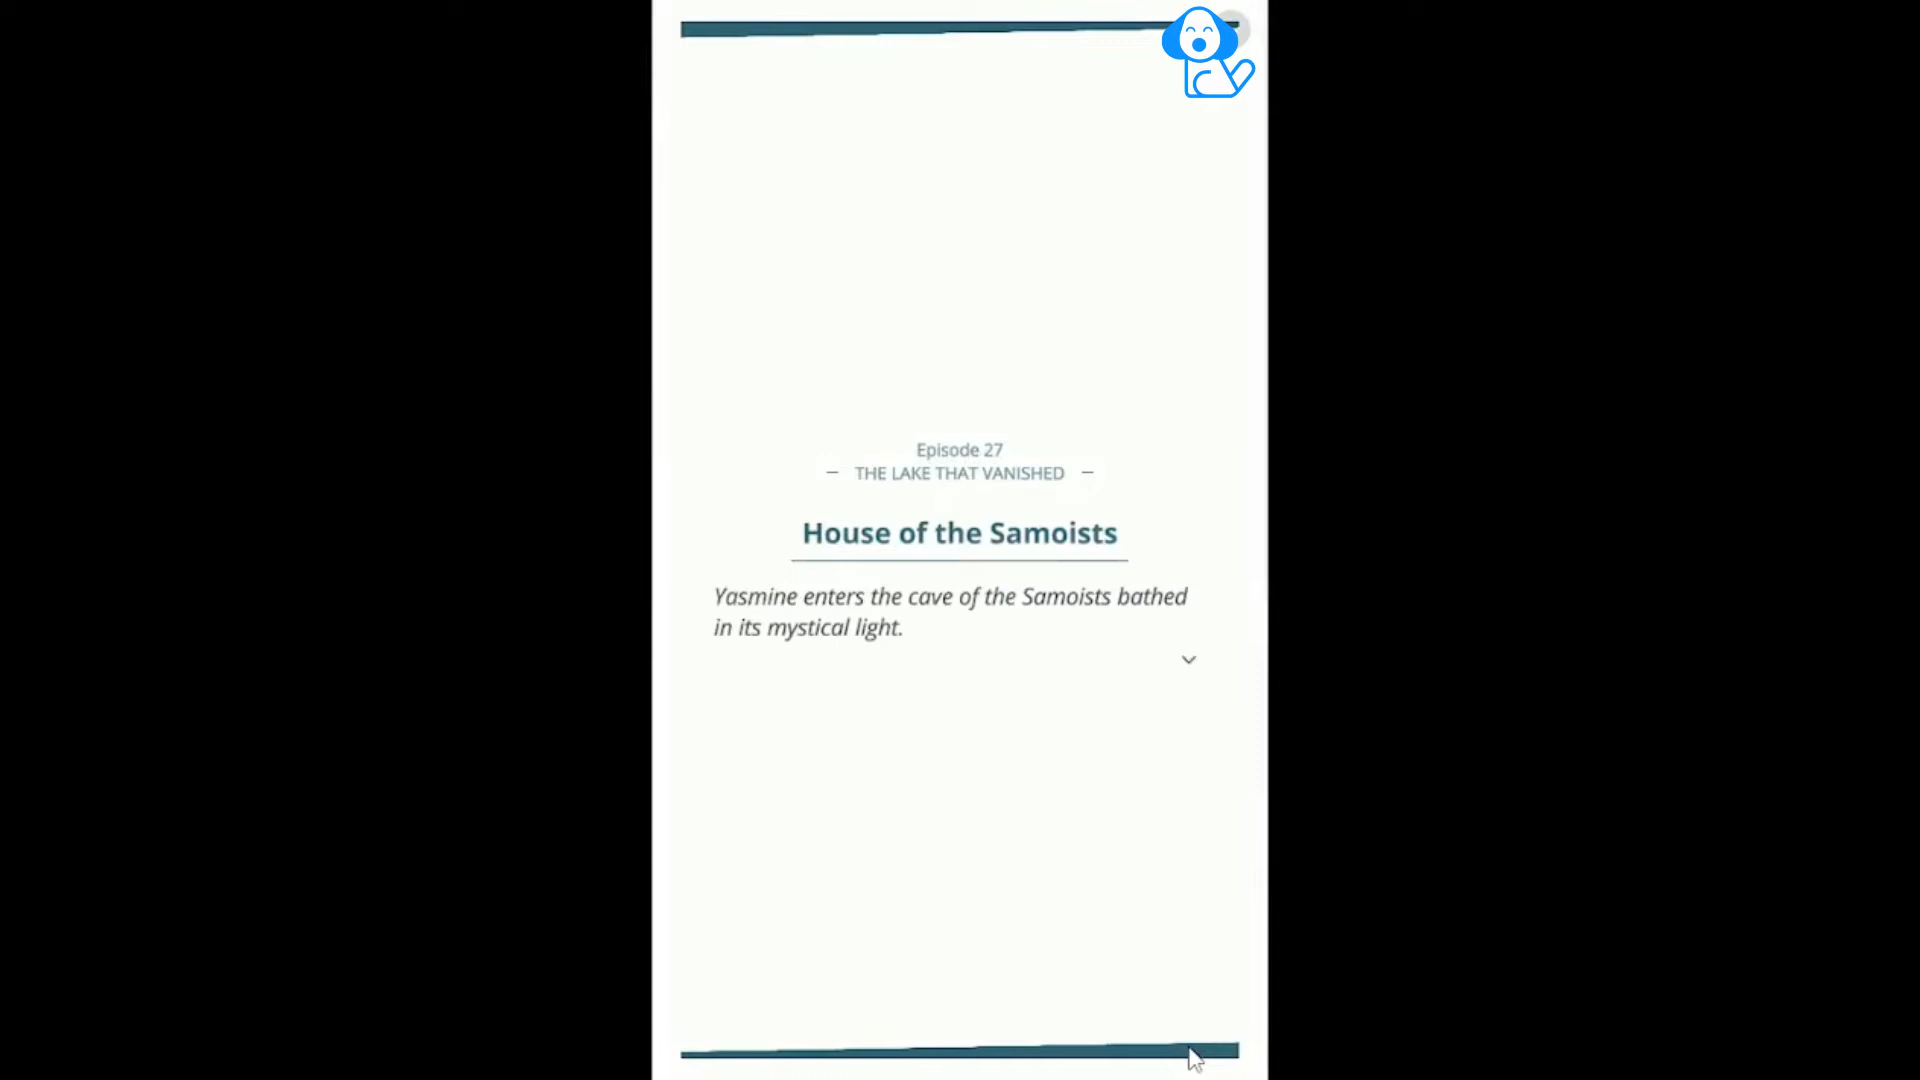 Episode 27
— THE LAKE THAT VANISHED —
House of the Samoists
Yasmine enters the cave of the Samoists bathed
in its mystical light.